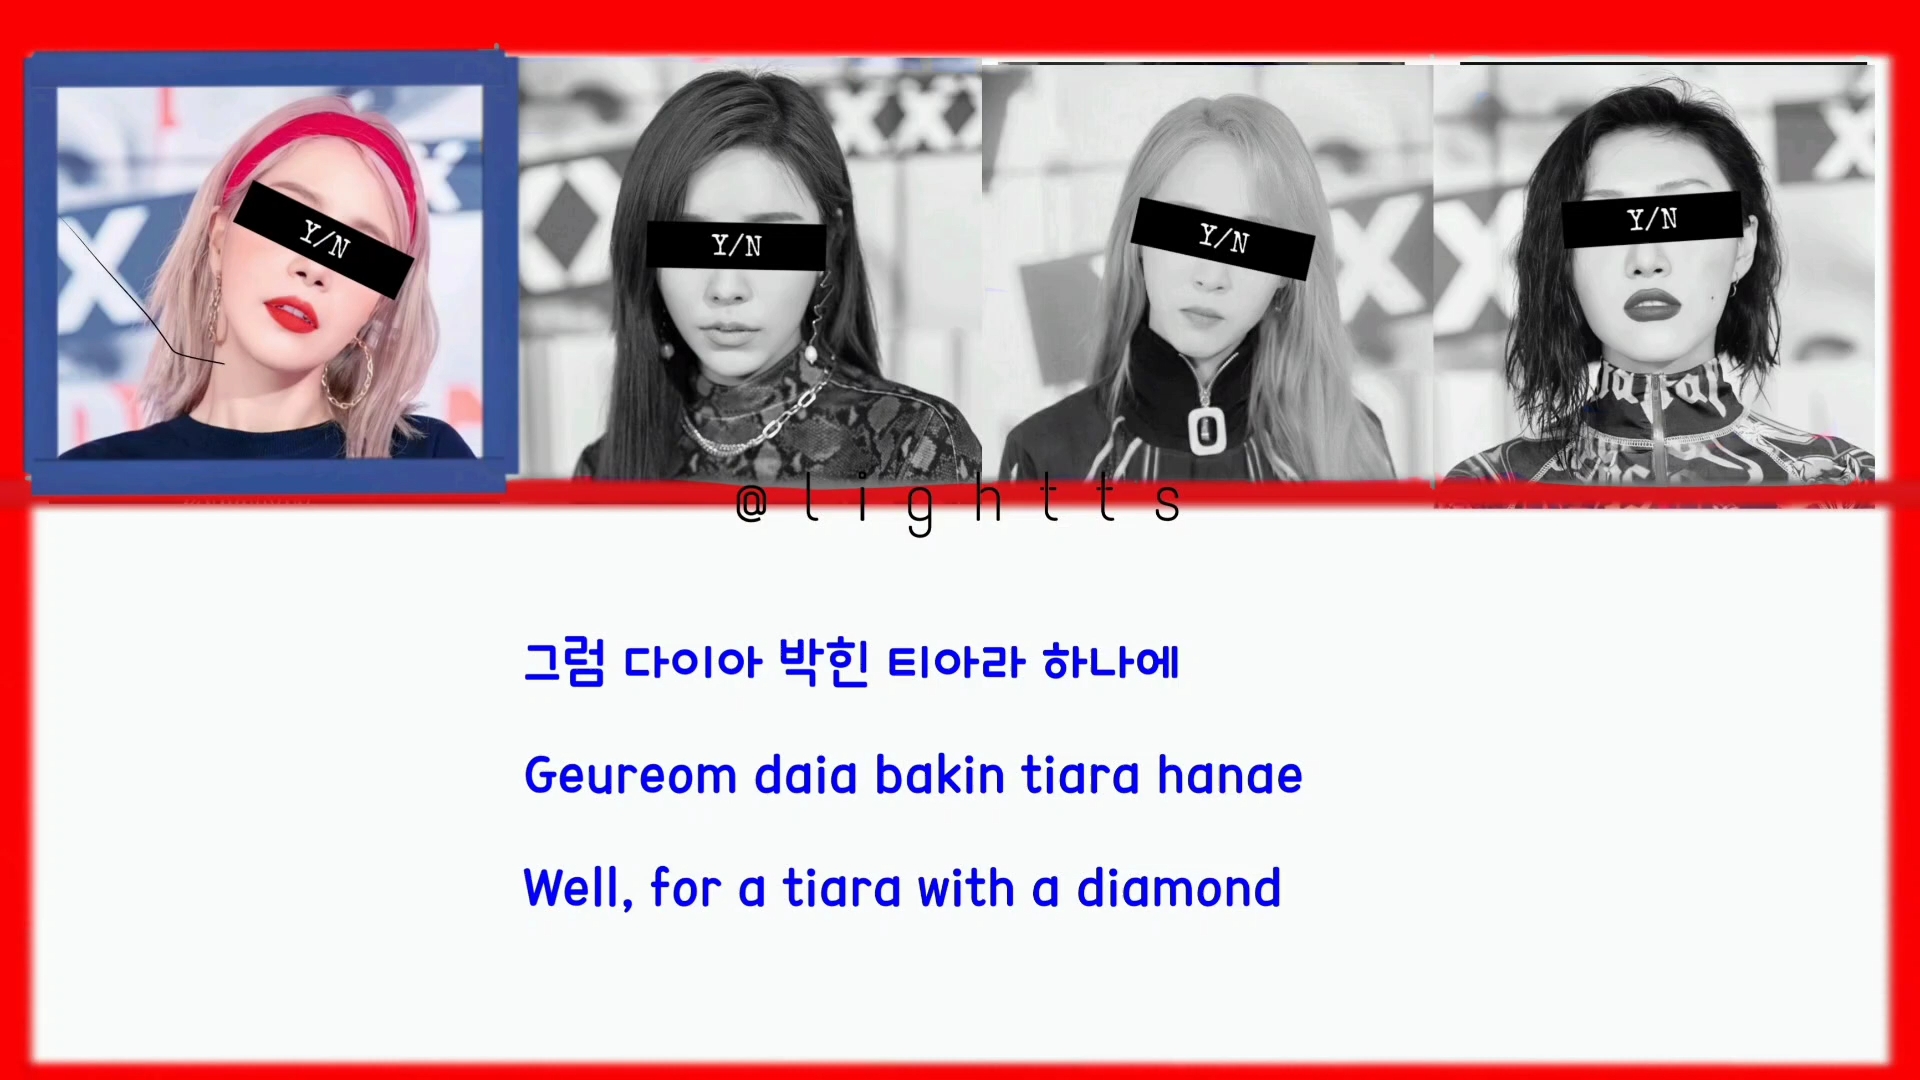 Y/N
Y/N
Y/N
Y/N
@lightts
그럼 다이아 박힌 티아라 하나에
Geureom daia bakin tiara hanae
Well, for a tiara with a diamond